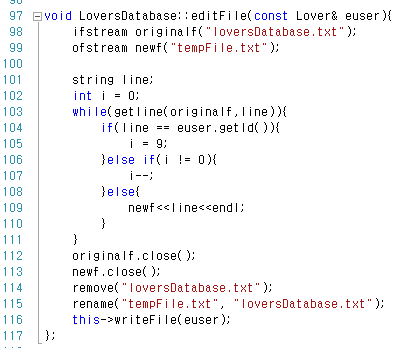 97 void LoversDatabase::editFile(const Lover& euser){
98     ifstream originalf("loversDatabase.txt");
99     ofstream newf("tempFile.txt");
100
101     string line;
102     int i = 0;
103     while(getline(originalf,line)){
104         if(line == euser.getId()){
105             i = 9;
106         }else if(i != 0){
107             i--;
108         }else{
109             newf<<line<<endl;
110         }
111     }
112     originalf.close();
113     newf.close();
114     remove("loversDatabase.txt");
115     rename("tempFile.txt", "loversDatabase.txt");
116     this->writeFile(euser);
117 };